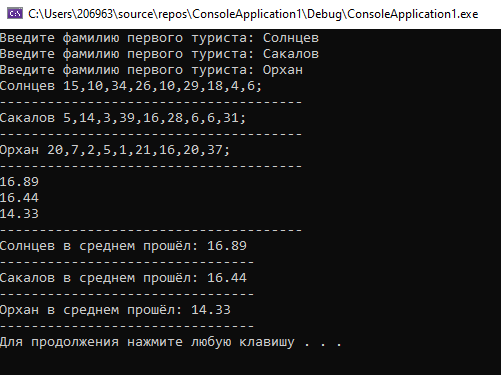 C:\Users\206963\source\repos\ConsoleApplication1\Debug\ConsoleApplication1.exe
Введите фамилию первого туриста: Солнцев
Введите фамилию первого туриста: Сакалов
Введите фамилию первого туриста: Орхан
Солнцев 15,10,34,26,10,29,18,4,6;
--------------------------------------
Сакалов 5,14,3,39,16,28,6,6,31;
--------------------------------------
Орхан 20,7,2,5,1,21,16,20,37;
--------------------------------------
16.89
16.44
14.33
--------------------------------------
Солнцев в среднем прошёл: 16.89
--------------------------------
Сакалов в среднем прошёл: 16.44
--------------------------------
Орхан в среднем прошёл: 14.33
--------------------------------
Для продолжения нажмите любую клавишу . . .